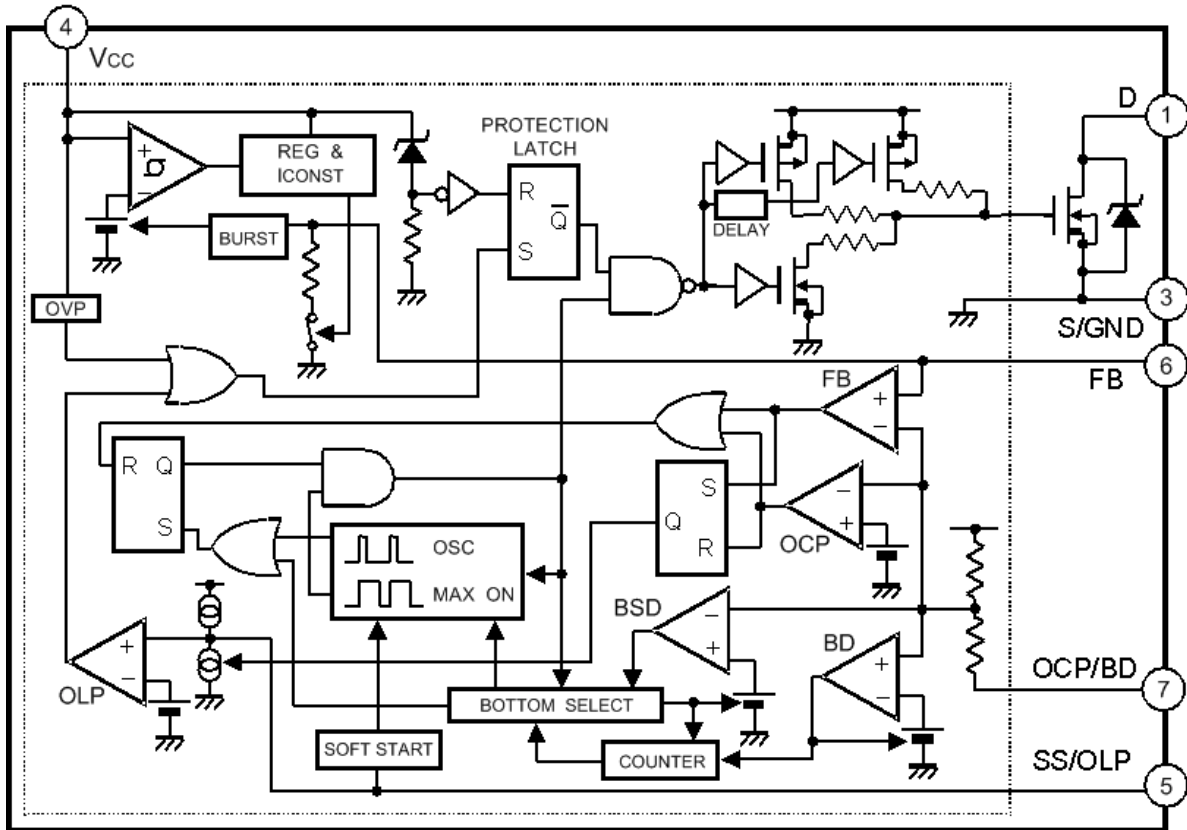 4
VCC
D
1
PROTECTION
LATCH
+
−
REG &
ICONST
R
Q
S
DELAY
BURST
OVP
3
S/GND
6
FB
FB
+
−
R Q
S
S
Q
R
−
+
OCP
OSC
MAX ON
BSD
−
+
BD
+
−
OCP/BD
7
+
−
OLP
BOTTOM SELECT
SOFT START
COUNTER
SS/OLP
5